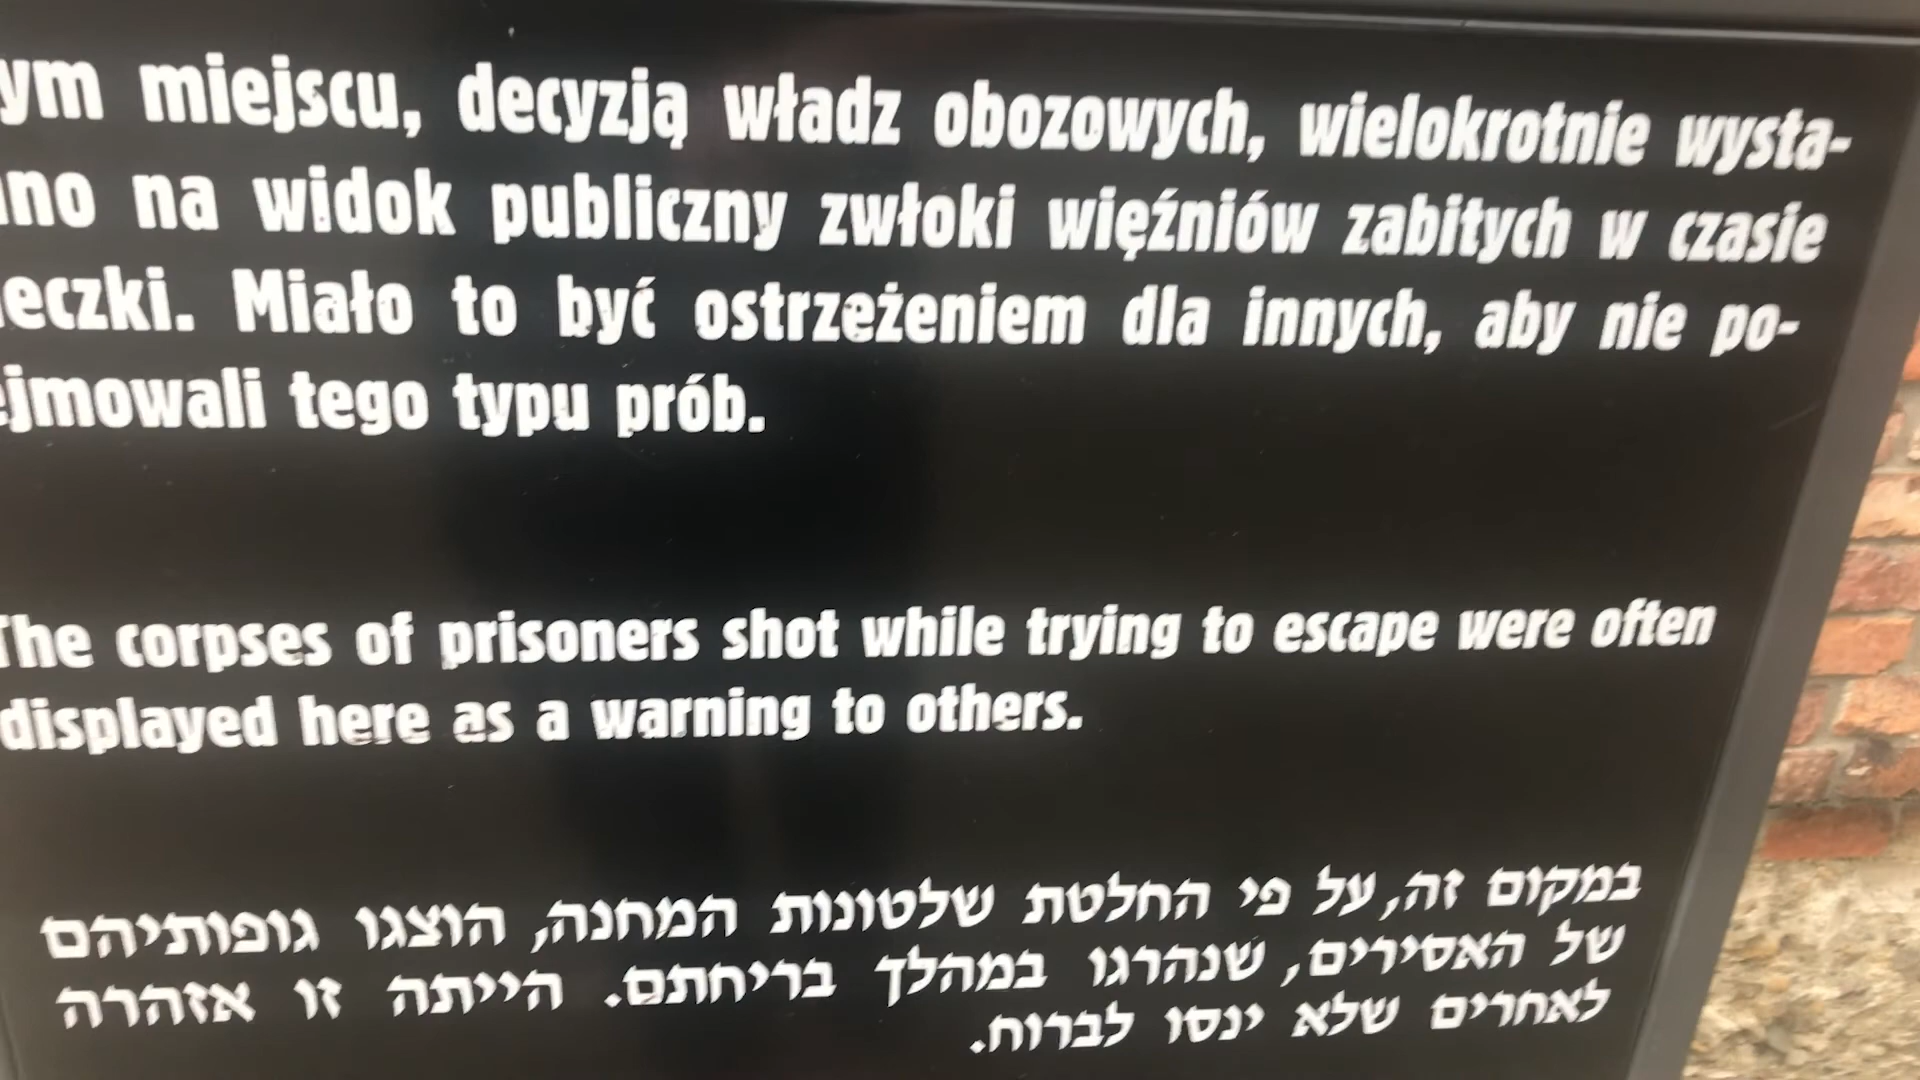 ym miejscu, decyzją władz obozowych, wielokrotnie wysta-
no na widok publiczny zwłoki więźniów zabitych w czasie
eczki. Miało to być ostrzeżeniem dla innych, aby nie po-
ejmowali tego typu prób.
The corpses of prisoners shot while trying to escape were often
displayed here as a warning to others.
במקום זה, על פי החלטת שלטונות המחנה, הוצגו גופותיהם
של האסירים, שנהרגו במהלך בריחתם. הייתה זו אזהרה
לאחרים שלא ינסו לברוח.